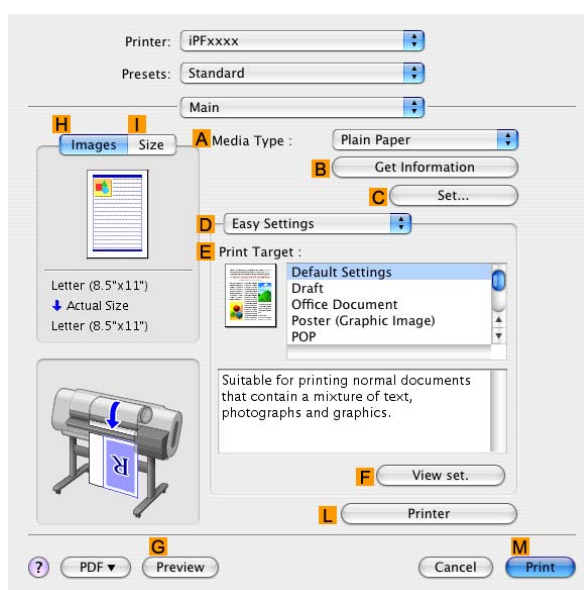 Printer: iPFxxxx
Presets: Standard
Main
H I
Images Size
A Media Type : Plain Paper
B Get Information
C Set...
D Easy Settings
E Print Target :
Default Settings
Draft
Office Document
Poster (Graphic Image)
POP
Letter (8.5"x11")
Actual Size
Letter (8.5"x11")
Suitable for printing normal documents
that contain a mixture of text,
photographs and graphics.
R
F View set.
L Printer
G M
? PDF▼ Preview Cancel Print